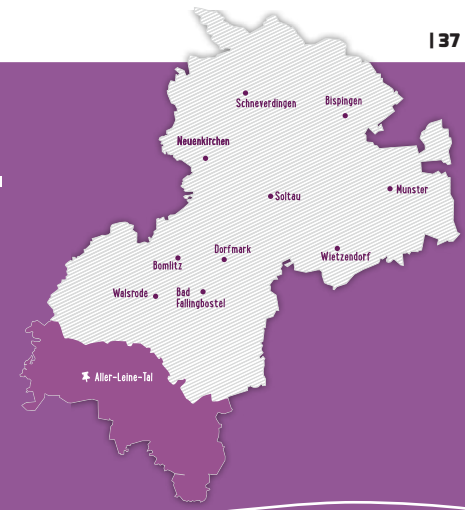 | 37
Schneverdingen
Bispingen
Neuenkirchen
Munster
Soltau
Dorfmark
Wietzendorf
Bomlitz
Walsrode
Bad
Fallingbostel
Aller-Leine-Tal